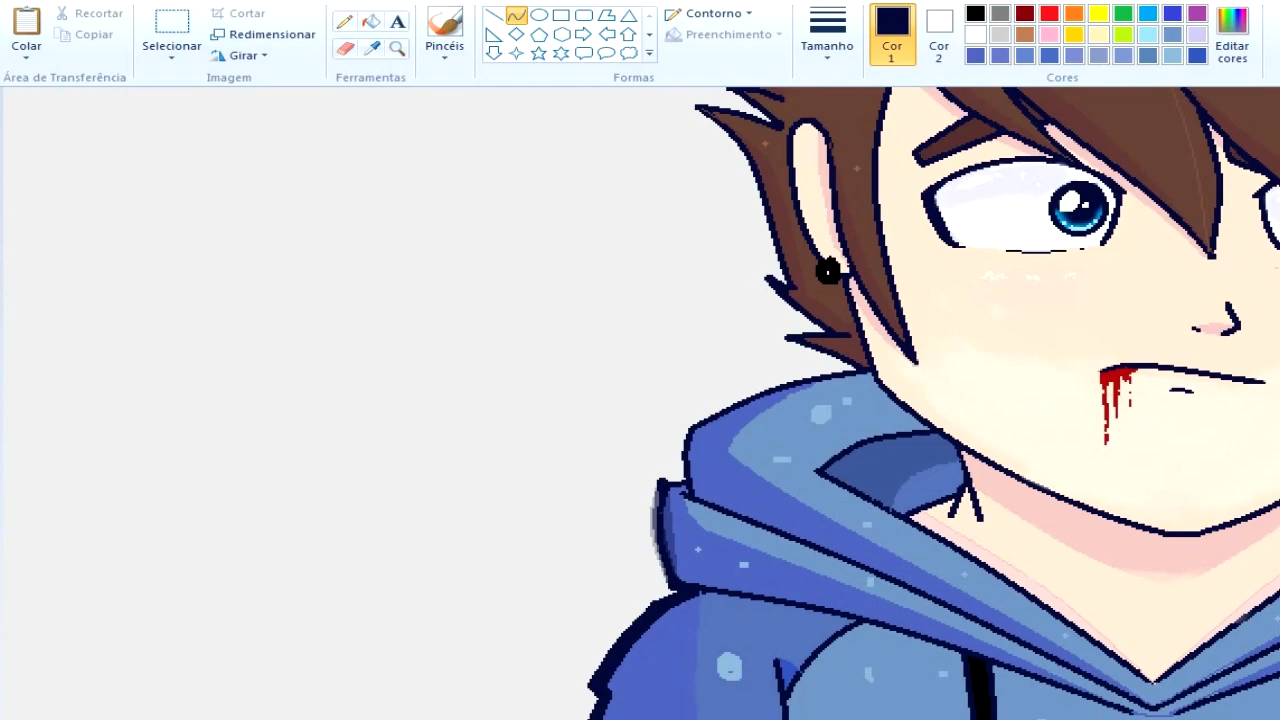 Colar
Recortar
Copiar
Área de Transferência
Selecionar
Cortar
Redimensionar
Girar
Imagem
A
Ferramentas
Pincéis
Formas
Contorno
Preenchimento
Tamanho
Cor
1
Cor
2
Editar
cores
Cores